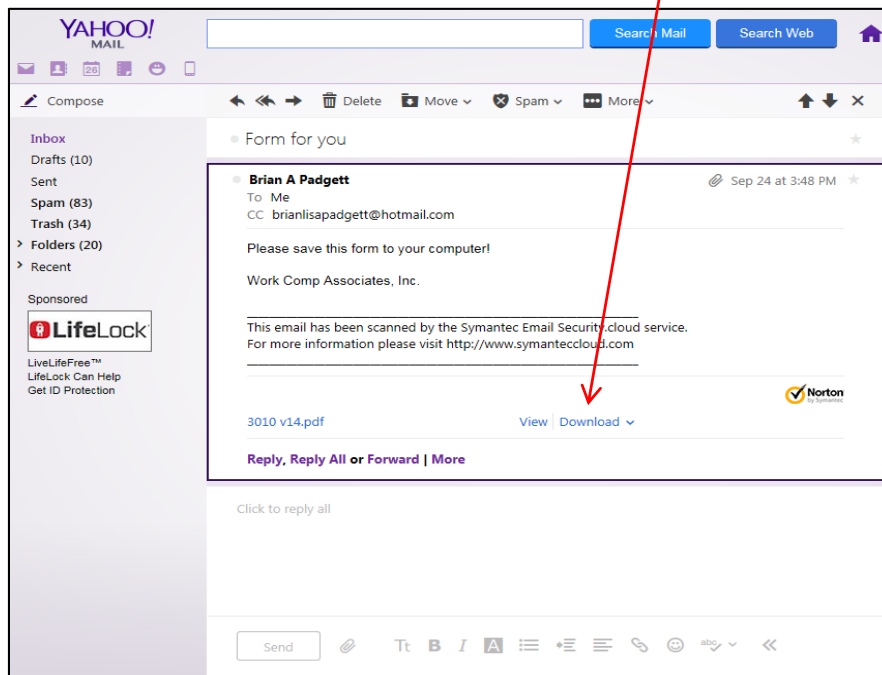 YAHOO!
MAIL
Search Mail
Search Web
26
Compose
Delete
Move
Spam
More
Inbox
Drafts (10)
Sent
Spam (83)
Trash (34)
Folders (20)
Recent
Sponsored
LifeLock
LiveLifeFree™
LifeLock Can Help
Get ID Protection
Form for you
Brian A Padgett
Sep 24 at 3:48 PM
To Me
CC brianlisapadgett@hotmail.com
Please save this form to your computer!
Work Comp Associates, Inc.
This email has been scanned by the Symantec Email Security.cloud service.
For more information please visit http://www.symanteccloud.com
Norton
by Symantec
3010 v14.pdf
View
Download
Reply, Reply All or Forward | More
Click to reply all
Send
Tt B I A
abc